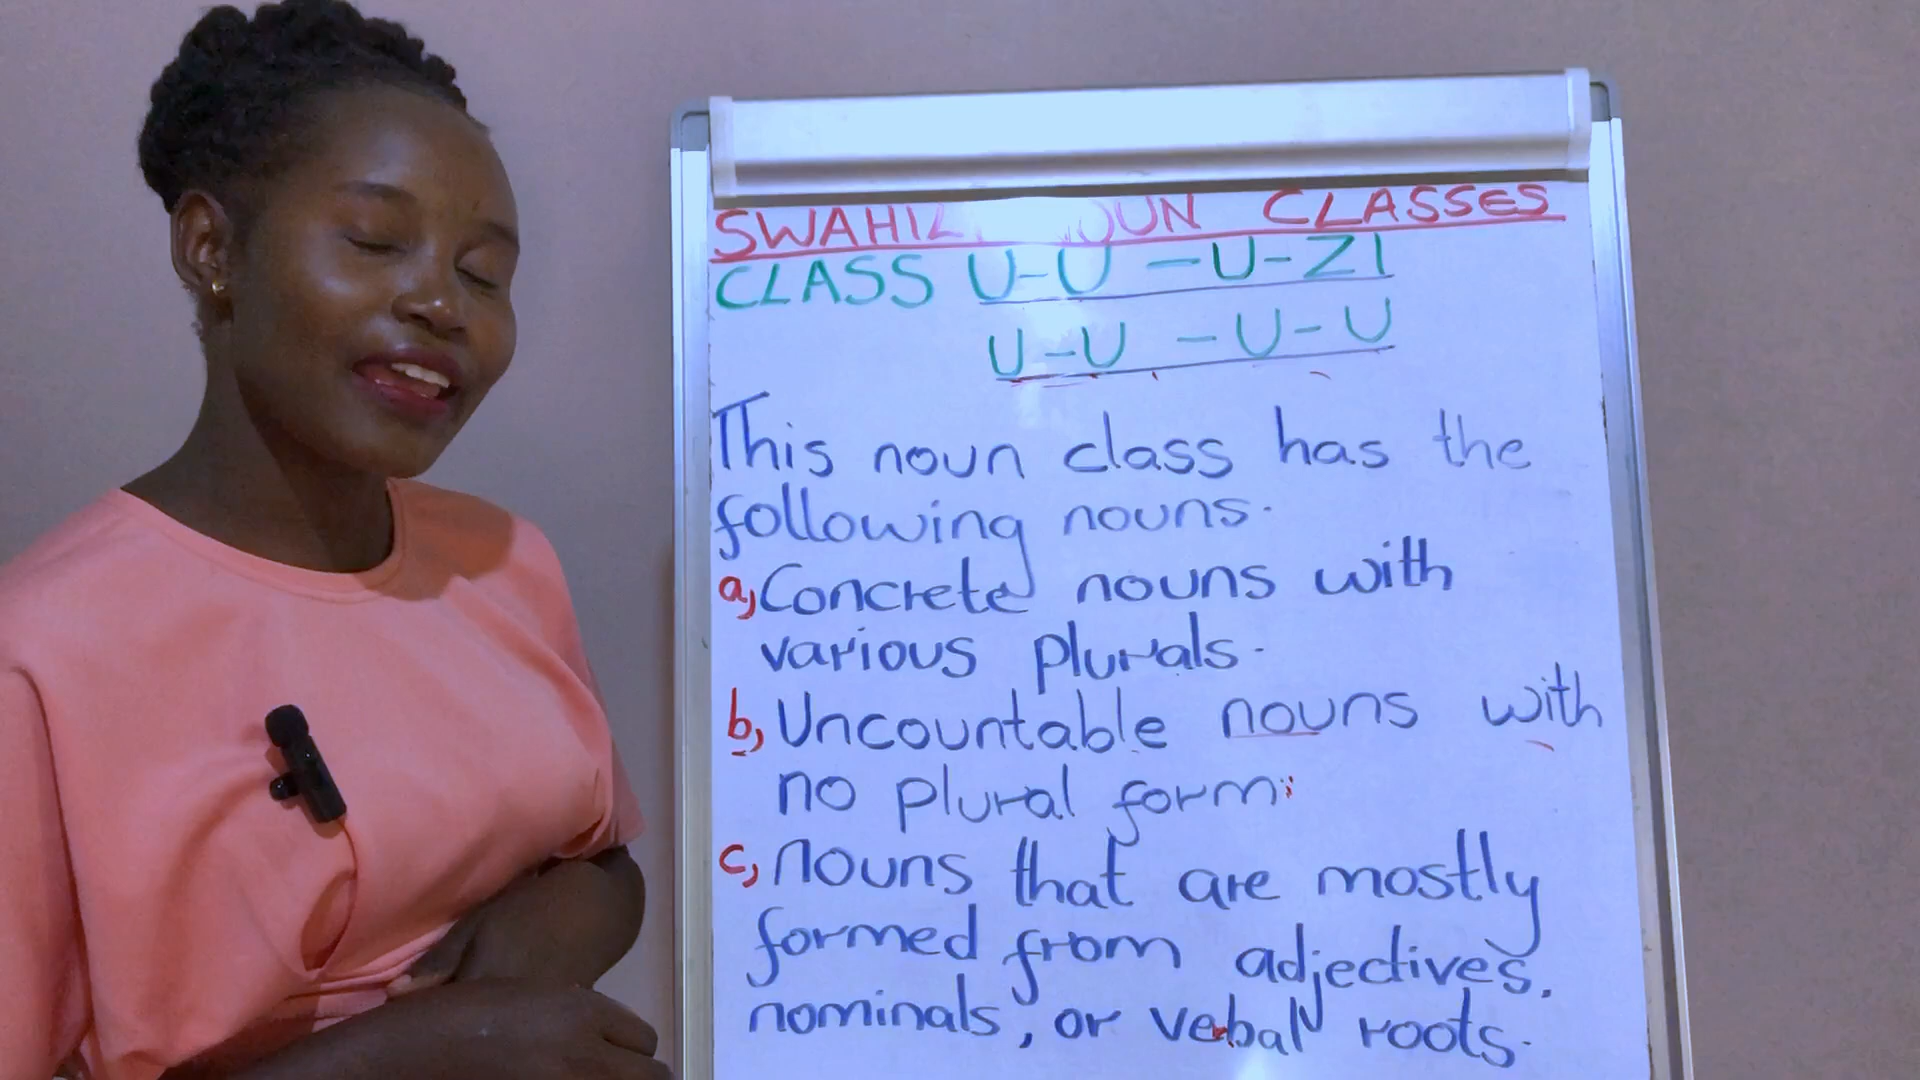 SWAHILI NOUN CLASSES
CLASS U-U - U-ZI
U-U - U-U
This noun class has the
following nouns.
a, Concrete nouns with
various plurals.
b, Uncountable nouns with
no plural form:
c, nouns that are mostly
formed from adjectives,
nominals, or verbal roots.